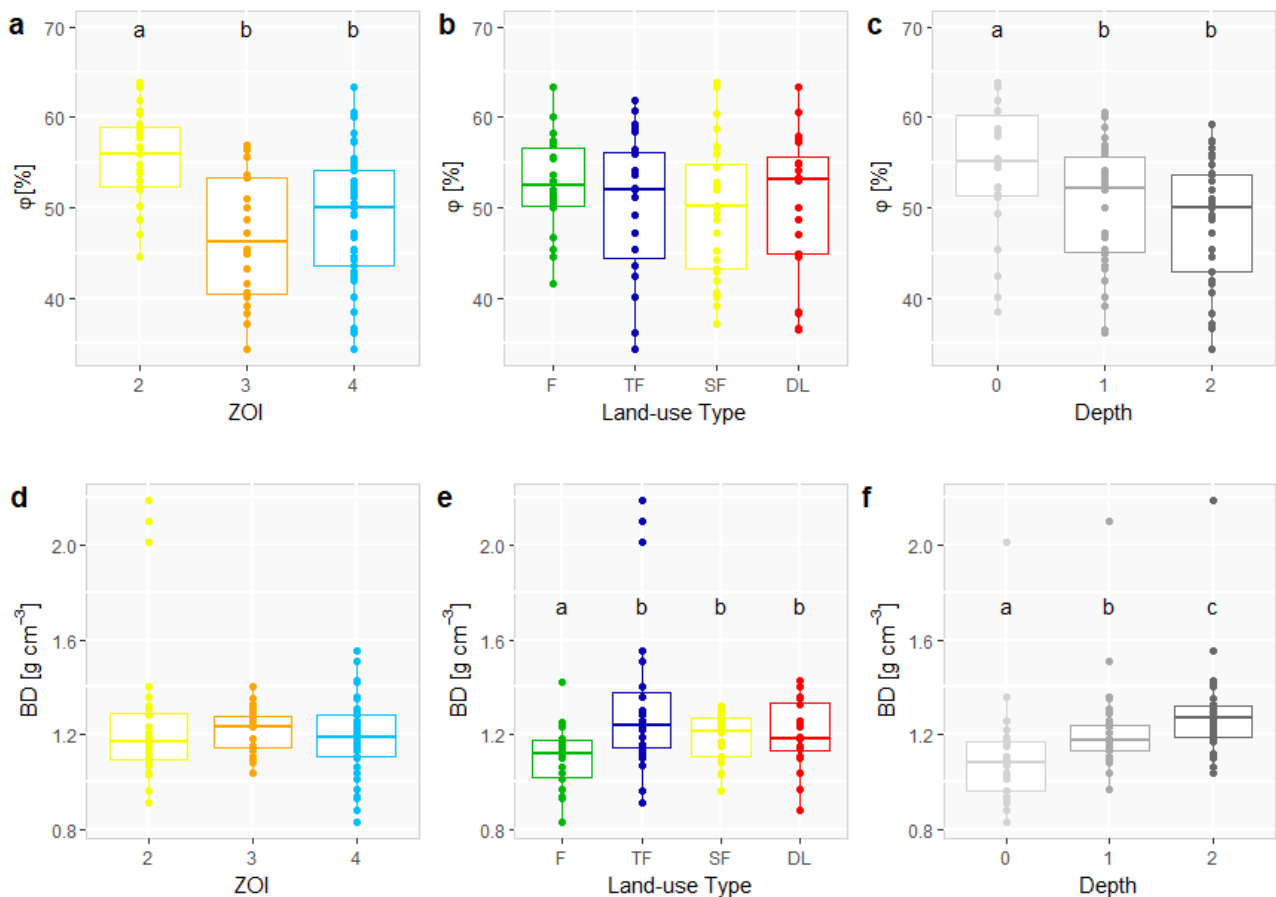 a
b
c
70
60
50
40
φ [%]
a
b
b
2
3
4
ZOI
70
60
50
40
φ [%]
F
TF
SF
DL
Land-use Type
70
60
50
40
φ [%]
a
b
b
0
1
2
Depth
d
e
f
2.0
1.6
1.2
0.8
BD [g cm⁻³]
2
3
4
ZOI
2.0
1.6
1.2
0.8
BD [g cm⁻³]
a
b
b
b
F
TF
SF
DL
Land-use Type
2.0
1.6
1.2
0.8
BD [g cm⁻³]
a
b
c
0
1
2
Depth